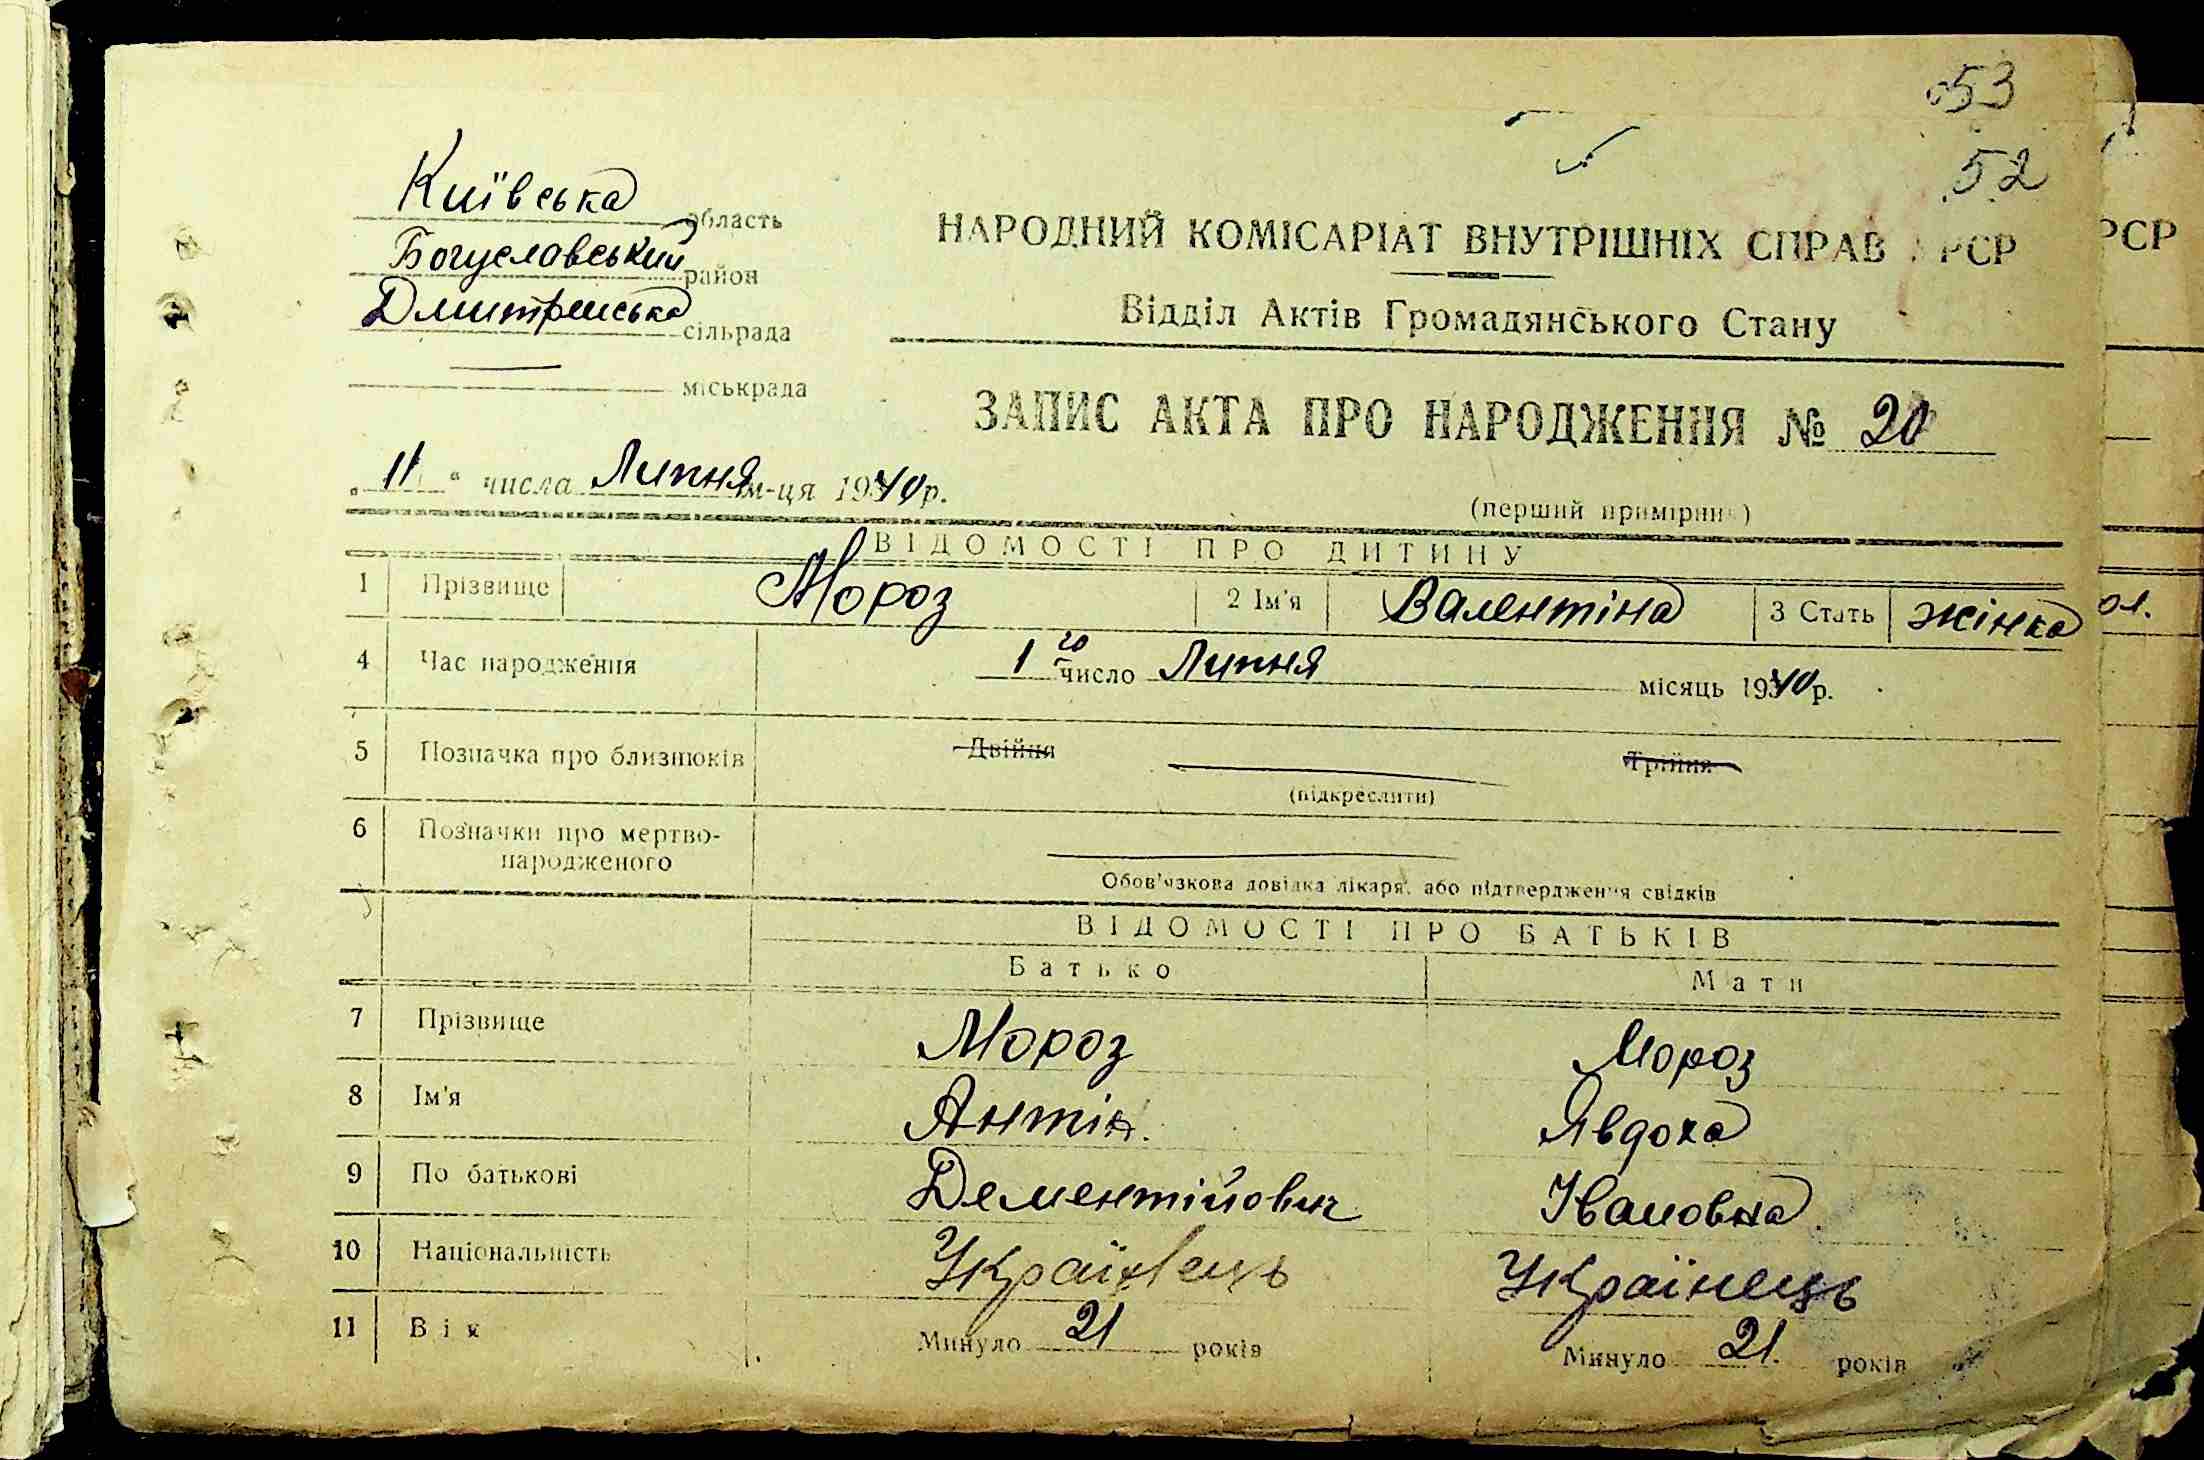 53
52
Київська область
Богуславський район
Дмитренська сільрада
міськрада
НАРОДНИЙ КОМІСАРІАТ ВНУТРІШНІХ СПРАВ УРСР
Відділ Актів Громадянського Стану
ЗАПИС АКТА ПРО НАРОДЖЕННЯ № 20
„ 11 " числа Липня м-ця 1940 р.
(перший примірник)
ВІДОМОСТІ ПРО ДИТИНУ
1 Прізвище Мороз 2 Ім'я Валентіна 3 Стать жінка
4 Час народження 1го число Липня місяць 1940 р.
5 Позначка про близнюків Двійня Трійня
(підкреслити)
6 Позначки про мертво-
народженого
Обов'язкова довідка лікаря, або підтвердження свідків
ВІДОМОСТІ ПРО БАТЬКІВ
Батько Мати
7 Прізвище Мороз Мороз
8 Ім'я Антін. Явдоха
9 По батькові Дементійович Івановна
10 Національність Українець Українець
11 Вік Минуло 21 років Минуло 21. років
РСР